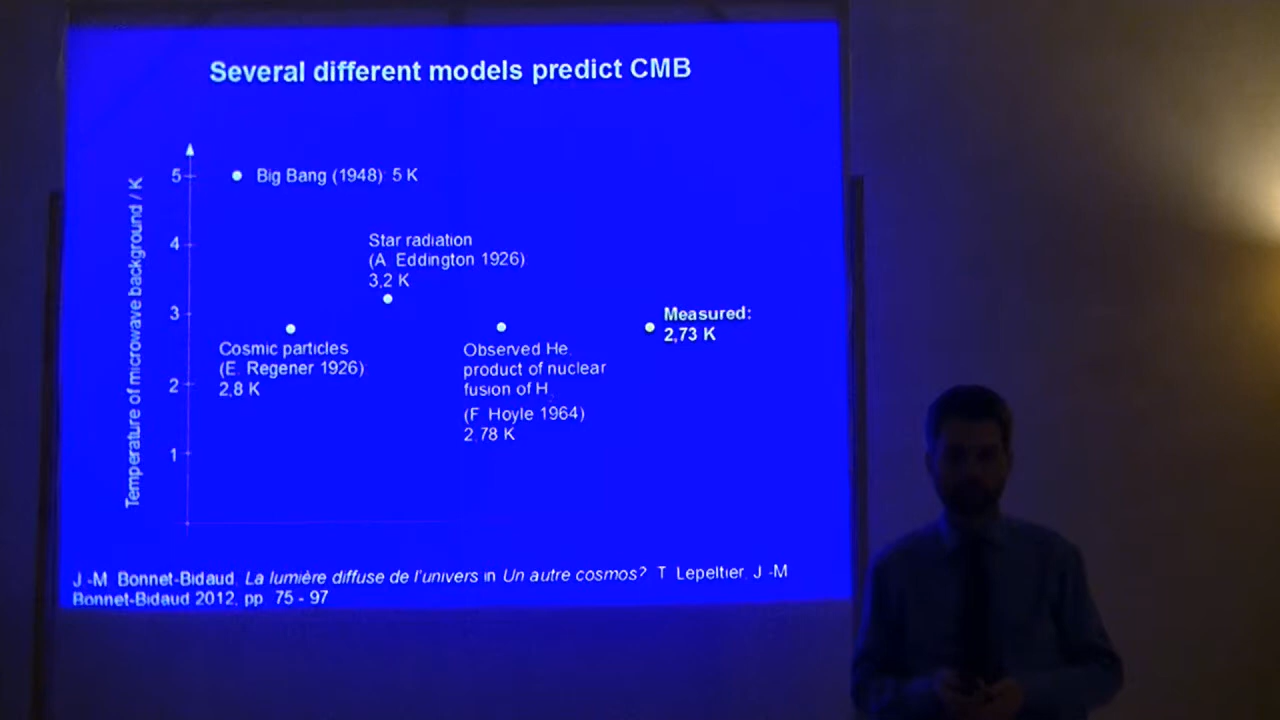 Several different models predict CMB
Temperature of microwave background / K
5
4
3
2
1
Big Bang (1948): 5 K
Star radiation
(A. Eddington 1926)
3,2 K
Cosmic particles
(E. Regener 1926)
2,8 K
Observed He,
product of nuclear
fusion of H.
(F. Hoyle 1964)
2.78 K
Measured:
2,73 K
J.-M. Bonnet-Bidaud, La lumière diffuse de l'univers in Un autre cosmos? T. Lepeltier, J.-M.
Bonnet-Bidaud 2012, pp. 75 - 97